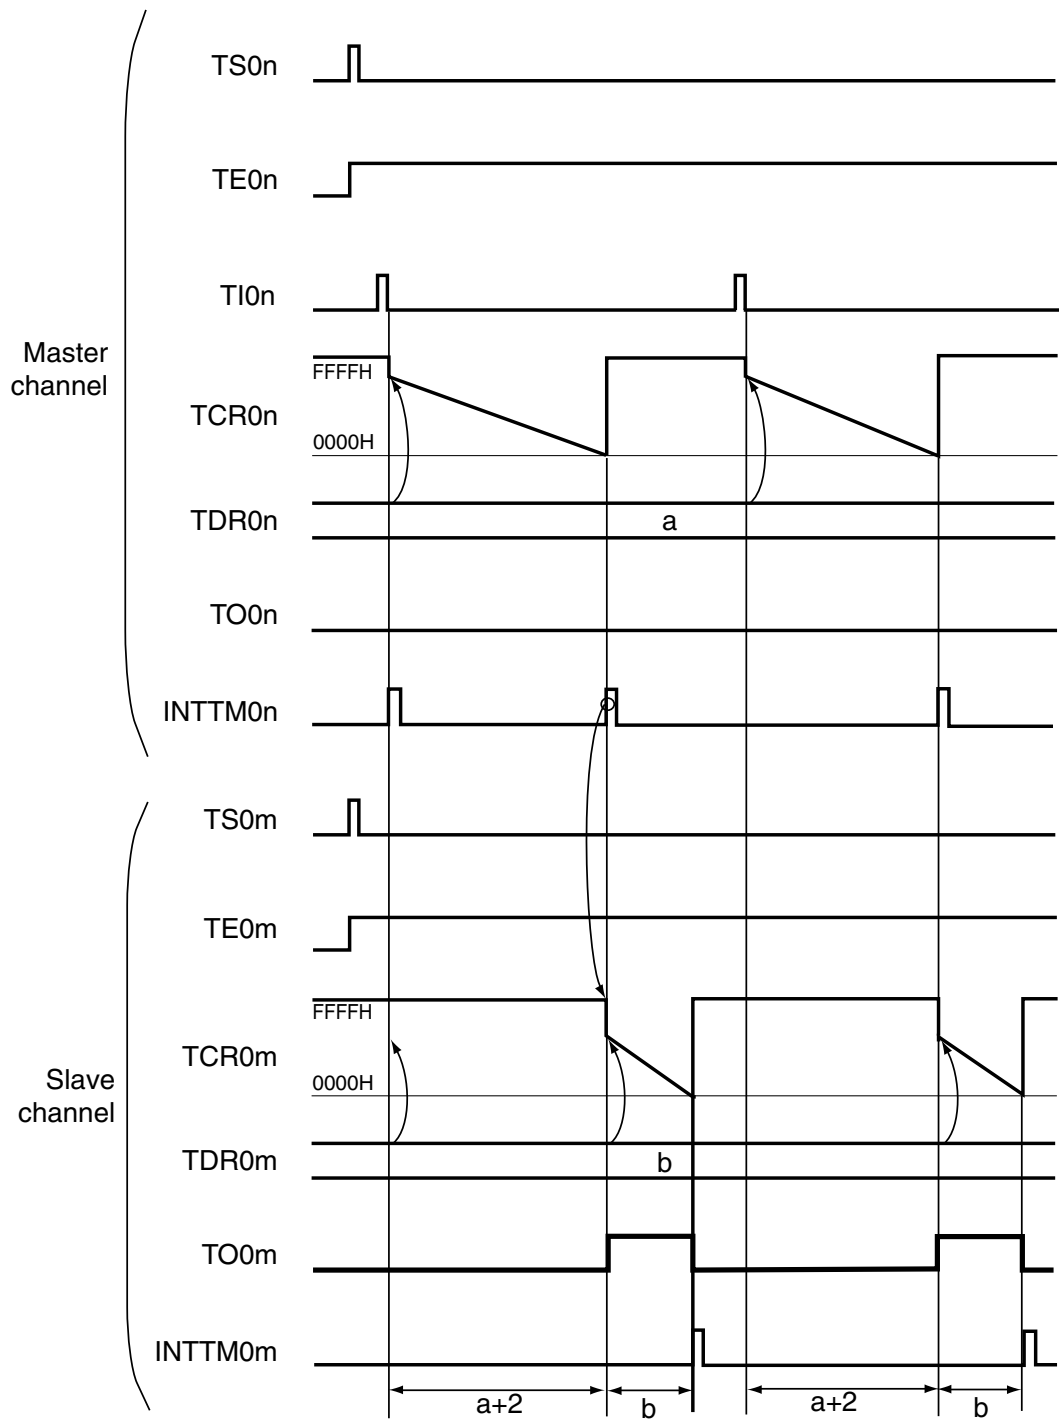 TS0n
TE0n
TI0n
Master
channel
FFFFH
TCR0n
0000H
TDR0n
a
TO0n
INTTM0n
TS0m
TE0m
FFFFH
TCR0m
0000H
Slave
channel
TDR0m
b
TO0m
INTTM0m
a+2
b
a+2
b